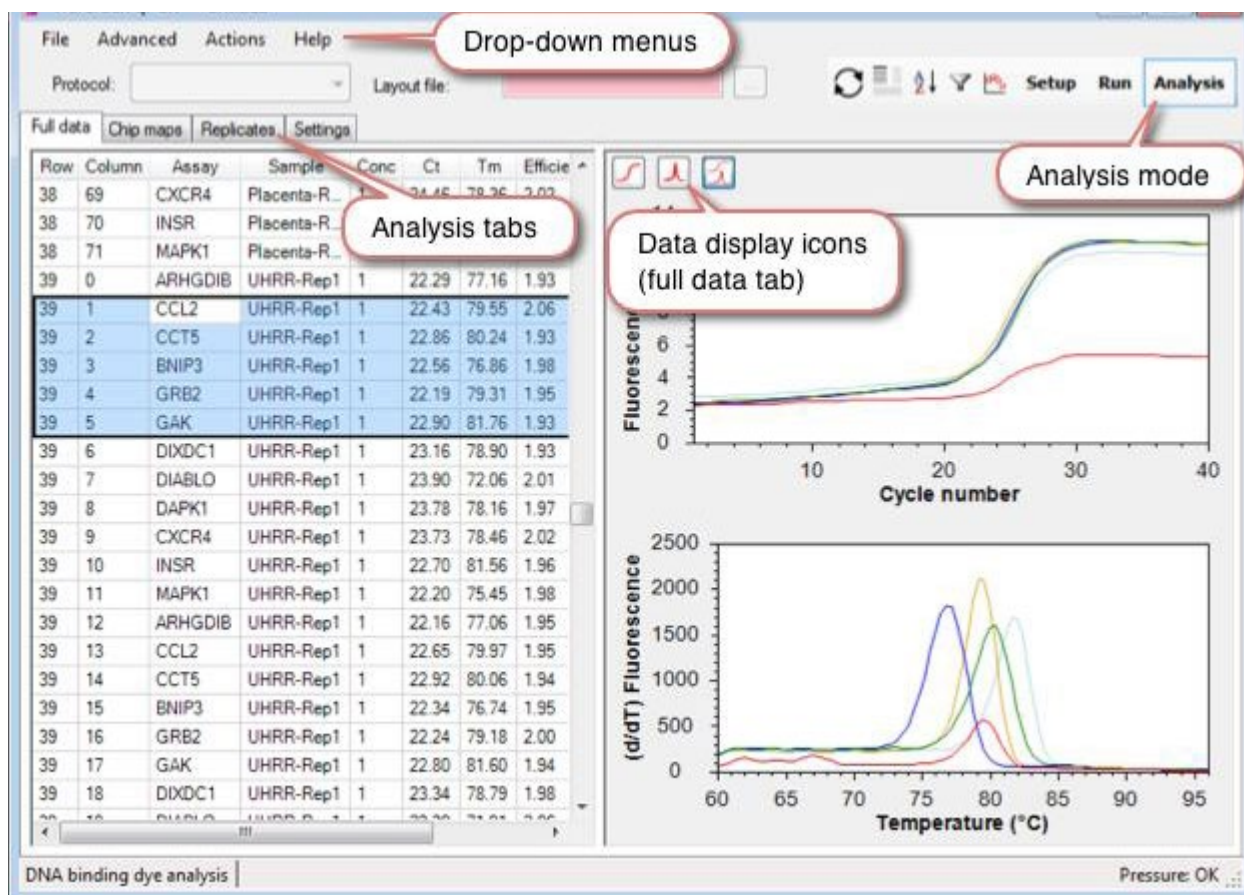 File Advanced Actions Help
Drop-down menus
Protocol: Layout file:
Setup Run Analysis
Full data Chip maps Replicates Settings
Analysis mode
Analysis tabs
Data display icons
(full data tab)
Row Column Assay Sample Conc Ct Tm Efficie
38 69 CXCR4 Placenta-R...
38 70 INSR Placenta-R...
38 71 MAPK1 Placenta-R...
39 0 ARHGDIB UHRR-Rep1 1 22.29 77.16 1.93
39 1 CCL2 UHRR-Rep1 1 22.43 79.55 2.06
39 2 CCT5 UHRR-Rep1 1 22.86 80.24 1.93
39 3 BNIP3 UHRR-Rep1 1 22.56 76.86 1.98
39 4 GRB2 UHRR-Rep1 1 22.19 79.31 1.95
39 5 GAK UHRR-Rep1 1 22.90 81.76 1.93
39 6 DIXDC1 UHRR-Rep1 1 23.16 78.90 1.93
39 7 DIABLO UHRR-Rep1 1 23.90 72.06 2.01
39 8 DAPK1 UHRR-Rep1 1 23.78 78.16 1.97
39 9 CXCR4 UHRR-Rep1 1 23.73 78.46 2.02
39 10 INSR UHRR-Rep1 1 22.70 81.56 1.96
39 11 MAPK1 UHRR-Rep1 1 22.20 75.45 1.98
39 12 ARHGDIB UHRR-Rep1 1 22.16 77.06 1.95
39 13 CCL2 UHRR-Rep1 1 22.65 79.97 1.95
39 14 CCT5 UHRR-Rep1 1 22.92 80.06 1.94
39 15 BNIP3 UHRR-Rep1 1 22.34 76.74 1.95
39 16 GRB2 UHRR-Rep1 1 22.24 79.18 2.00
39 17 GAK UHRR-Rep1 1 22.80 81.60 1.94
39 18 DIXDC1 UHRR-Rep1 1 23.34 78.79 1.98
Fluorescence
8
6
4
2
0
10 20 30 40
Cycle number
(d/dT) Fluorescence
2500
2000
1500
1000
500
0
60 65 70 75 80 85 90 95
Temperature (°C)
DNA binding dye analysis
Pressure: OK